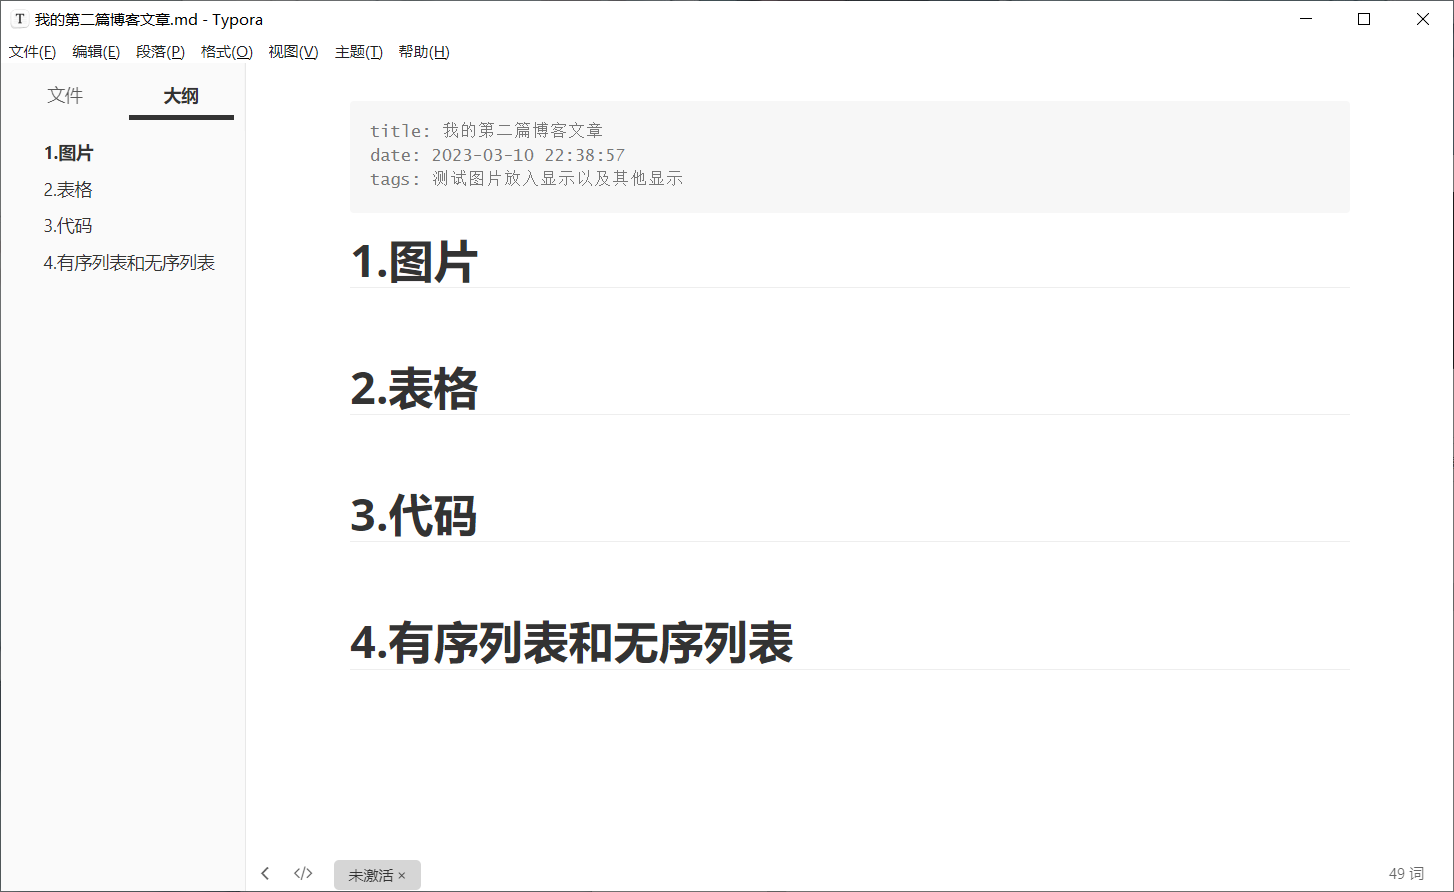 T 我的第二篇博客文章.md - Typora
文件(F) 编辑(E) 段落(P) 格式(O) 视图(V) 主题(T) 帮助(H)
文件 大纲
1.图片
2.表格
3.代码
4.有序列表和无序列表
title: 我的第二篇博客文章
date: 2023-03-10 22:38:57
tags: 测试图片放入显示以及其他显示
1.图片
2.表格
3.代码
4.有序列表和无序列表
</> 未激活 × 49 词